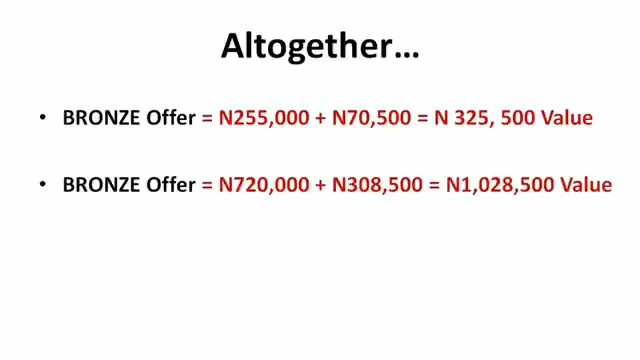 Altogether...
• BRONZE Offer = N255,000 + N70,500 = N 325, 500 Value
• BRONZE Offer = N720,000 + N308,500 = N1,028,500 Value